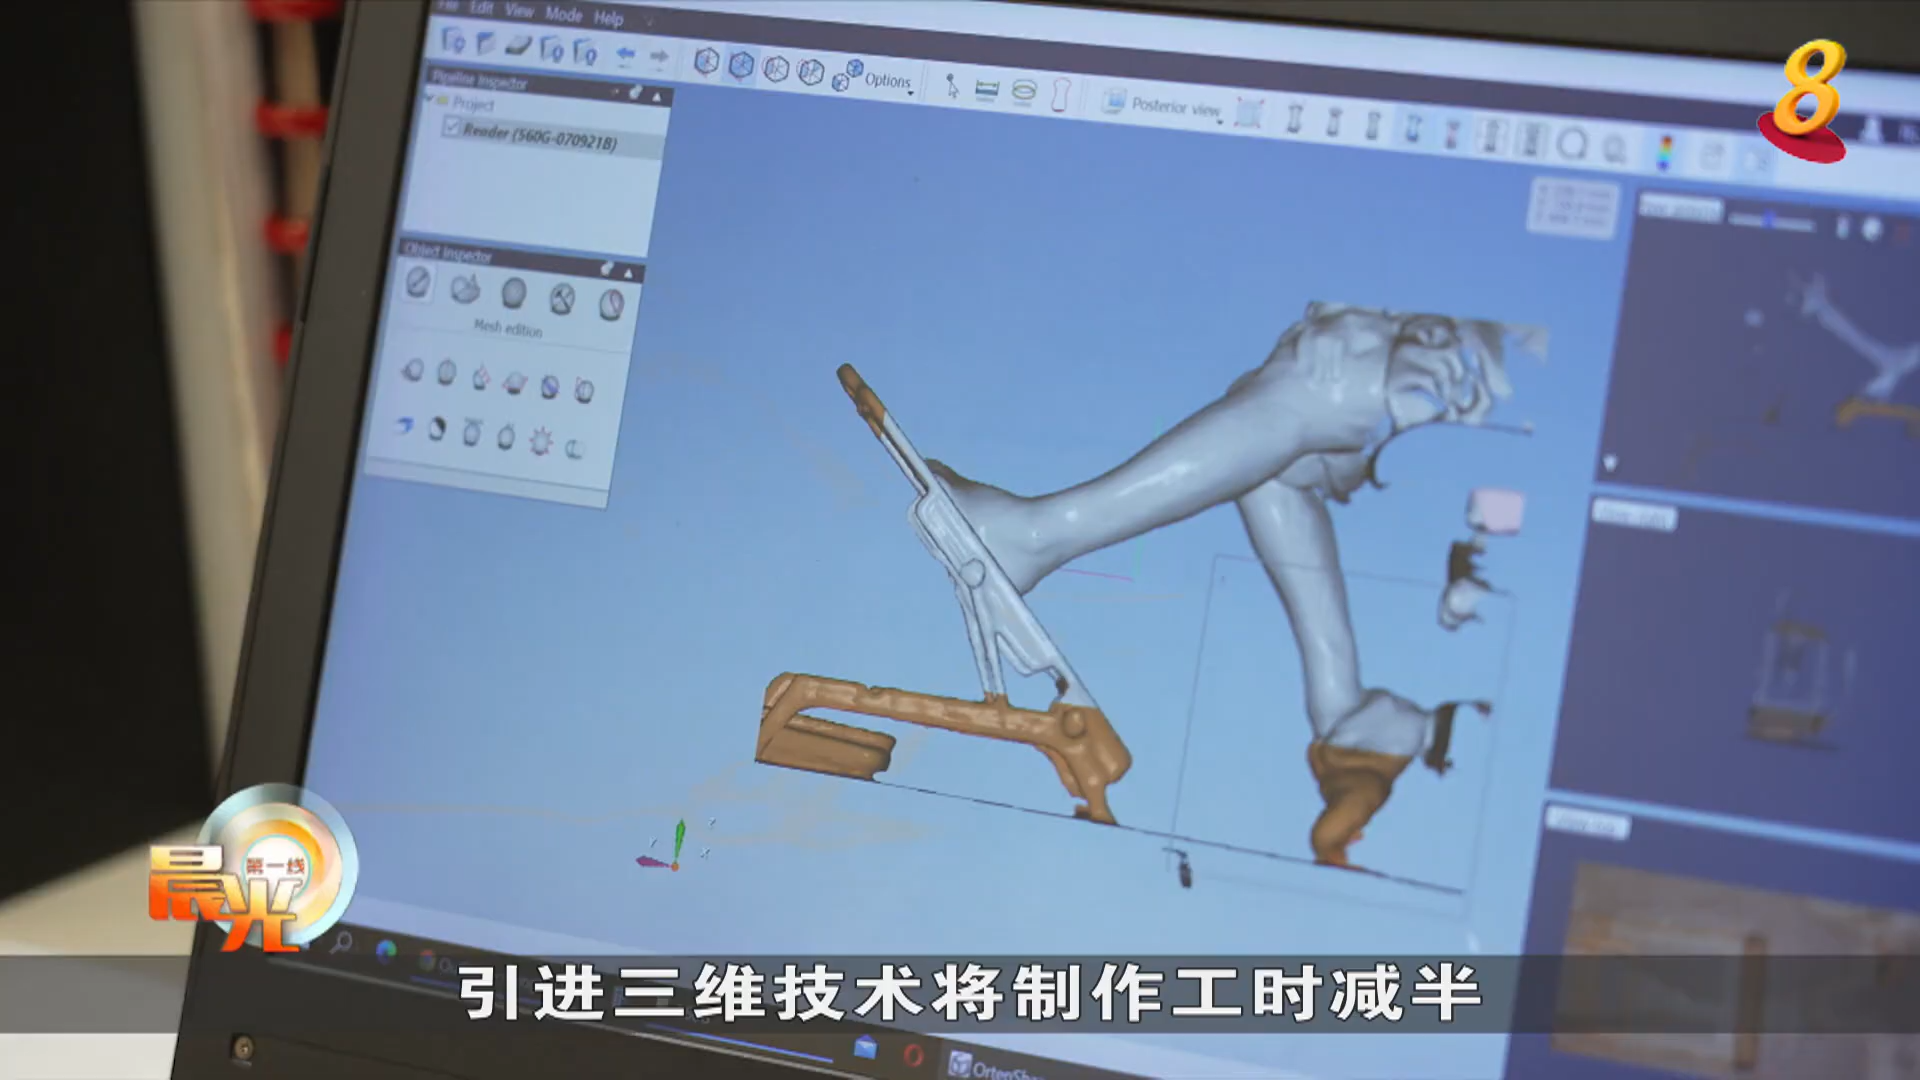 File Edit View Mode Help
Options
Posterior view
Pipeline Inspector
Project
Reader (560G-070921B)
Object Inspector
Mesh edition
8
晨光
第一线
引进三维技术将制作工时减半